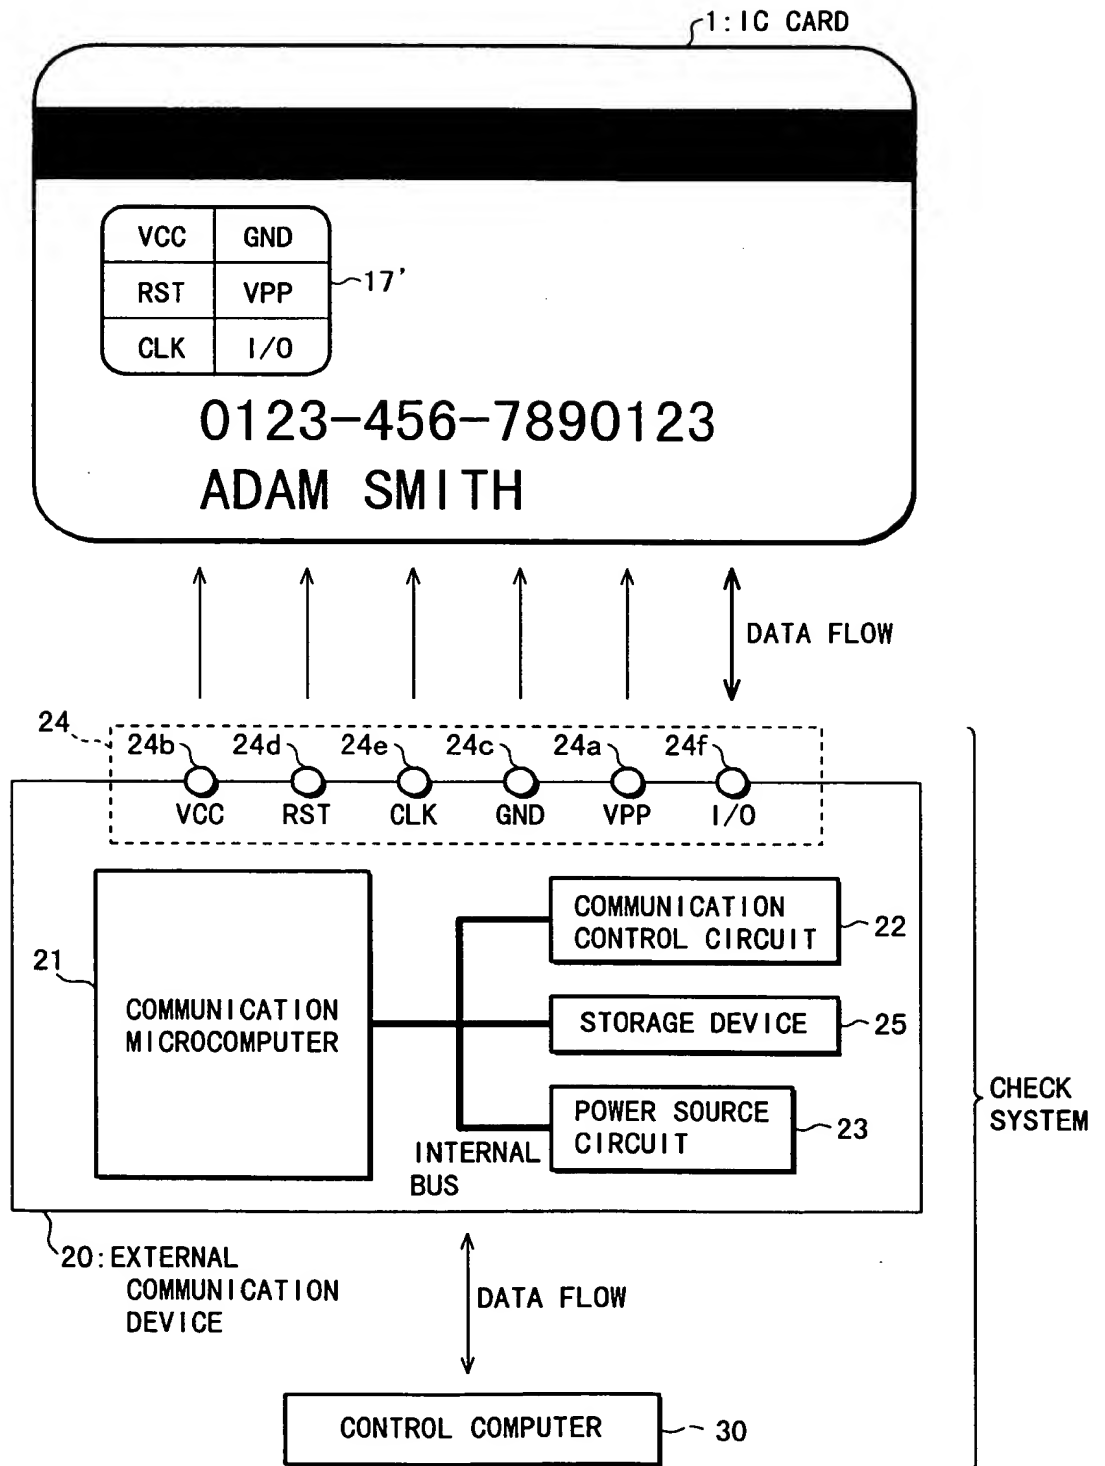 1:IC CARD
VCC GND
RST VPP
17'
CLK I/O
0123-456-7890123
ADAM SMITH
DATA FLOW
24
24b 24d 24e 24c 24a 24f
VCC RST CLK GND VPP I/O
COMMUNICATION
CONTROL CIRCUIT
22
21
COMMUNICATION
MICROCOMPUTER
STORAGE DEVICE
25
POWER SOURCE
CIRCUIT
23
INTERNAL
BUS
CHECK
SYSTEM
20:EXTERNAL
COMMUNICATION
DEVICE
DATA FLOW
CONTROL COMPUTER
30